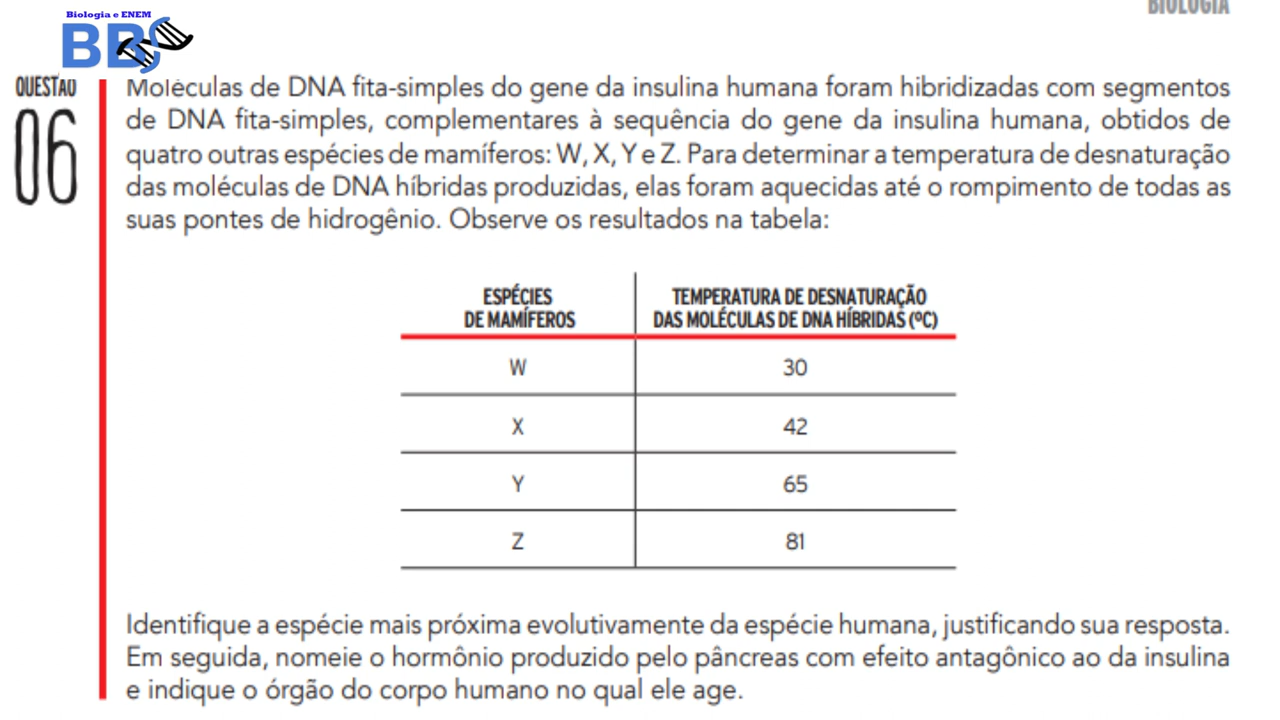 BIOLOGIA
Biologia e ENEM
BBS
QUESTÃO
06
Moléculas de DNA fita-simples do gene da insulina humana foram hibridizadas com segmentos
de DNA fita-simples, complementares à sequência do gene da insulina humana, obtidos de
quatro outras espécies de mamíferos: W, X, Y e Z. Para determinar a temperatura de desnaturação
das moléculas de DNA híbridas produzidas, elas foram aquecidas até o rompimento de todas as
suas pontes de hidrogênio. Observe os resultados na tabela:
ESPÉCIES
DE MAMÍFEROS
TEMPERATURA DE DESNATURAÇÃO
DAS MOLÉCULAS DE DNA HÍBRIDAS (ºC)
W 30
X 42
Y 65
Z 81
Identifique a espécie mais próxima evolutivamente da espécie humana, justificando sua resposta.
Em seguida, nomeie o hormônio produzido pelo pâncreas com efeito antagônico ao da insulina
e indique o órgão do corpo humano no qual ele age.